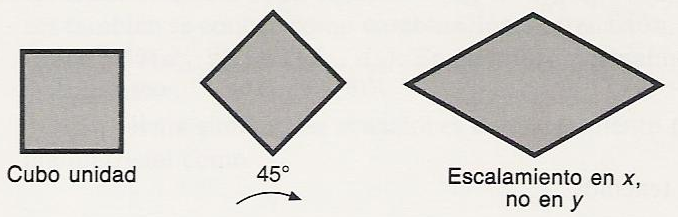 Cubo unidad
45°
Escalamiento en x,
no en y